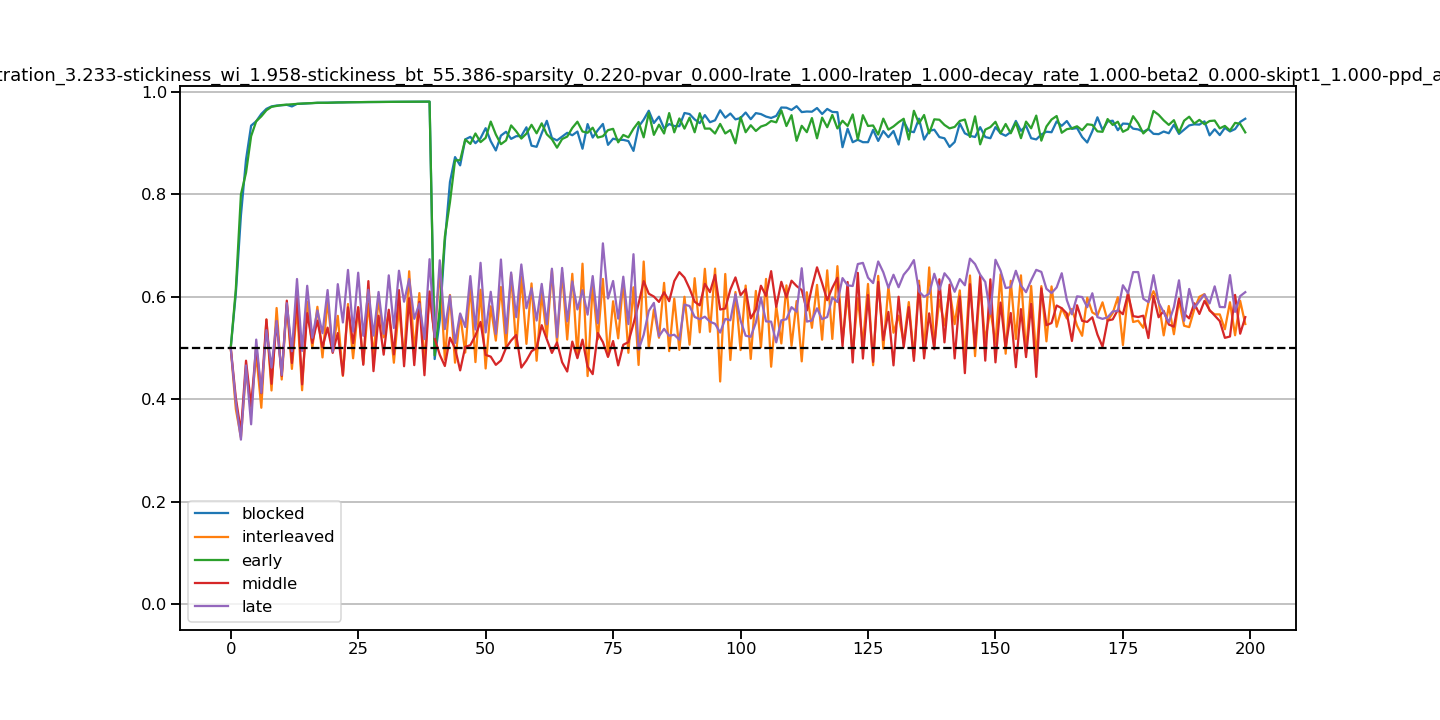 tration_3.233-stickiness_wi_1.958-stickiness_bt_55.386-sparsity_0.220-pvar_0.000-lrate_1.000-lratep_1.000-decay_rate_1.000-beta2_0.000-skipt1_1.000-ppd_a
1.0
0.8
0.6
0.4
0.2
0.0
blocked
interleaved
early
middle
late
0 25 50 75 100 125 150 175 200